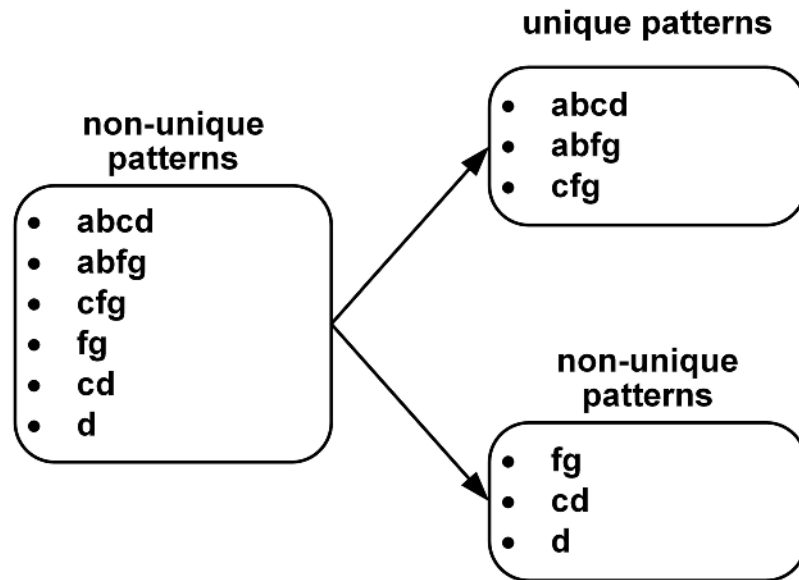 non-unique
patterns
• abcd
• abfg
• cfg
• fg
• cd
• d
unique patterns
• abcd
• abfg
• cfg
non-unique
patterns
• fg
• cd
• d